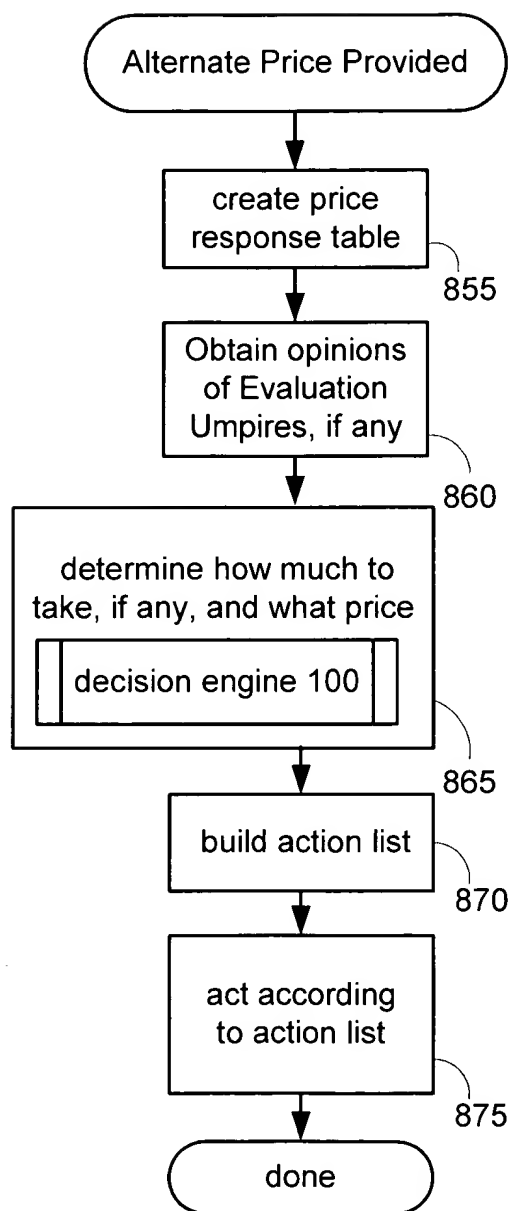 Alternate Price Provided
create price
response table
855
Obtain opinions
of Evaluation
Umpires, if any
860
determine how much to
take, if any, and what price
decision engine 100
865
build action list
870
act according
to action list
875
done